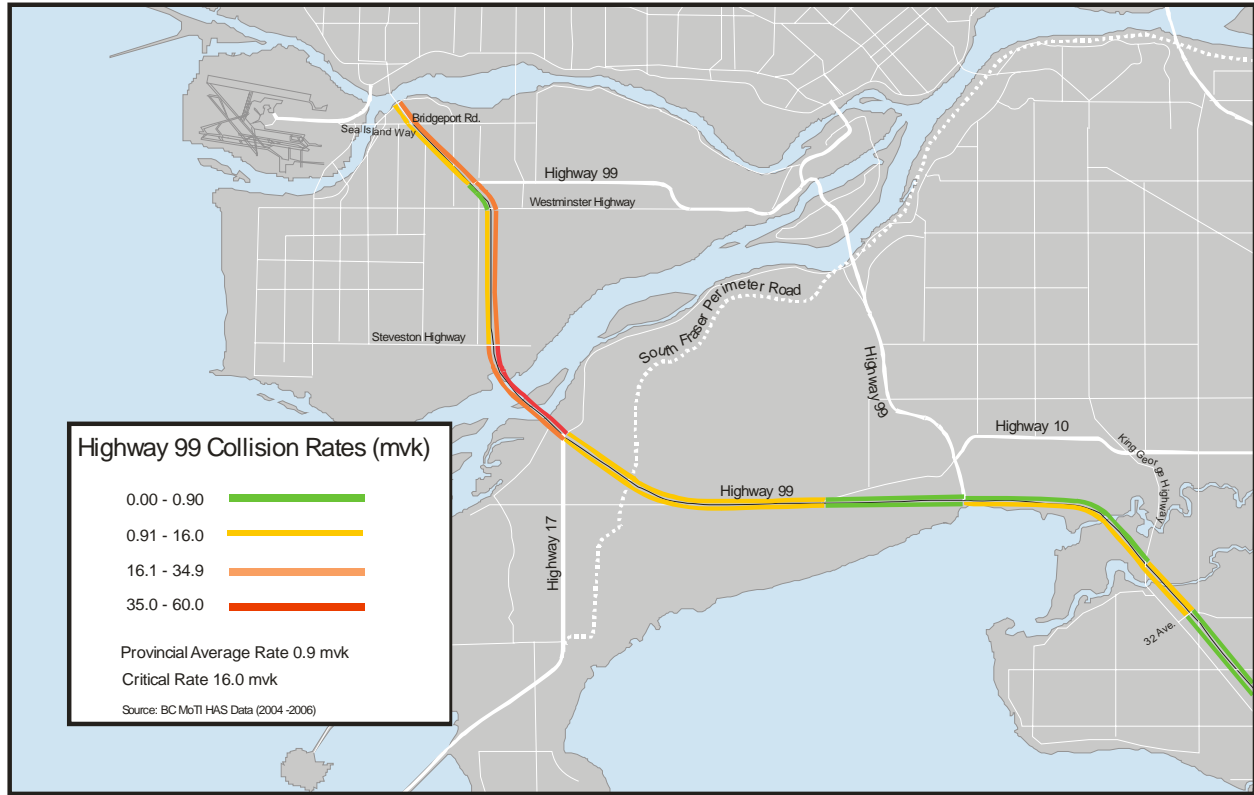 Bridgeport Rd.
Sea Island Way
Highway 99
Westminster Highway
South Fraser Perimeter Road
Steveston Highway
Highway 99
Highway 10
King George Highway
Highway 99
Highway 17
32 Ave.
Highway 99 Collision Rates (mvk)
0.00 - 0.90
0.91 - 16.0
16.1 - 34.9
35.0 - 60.0
Provincial Average Rate 0.9 mvk
Critical Rate 16.0 mvk
Source: BC MoTI HAS Data (2004 -2006)